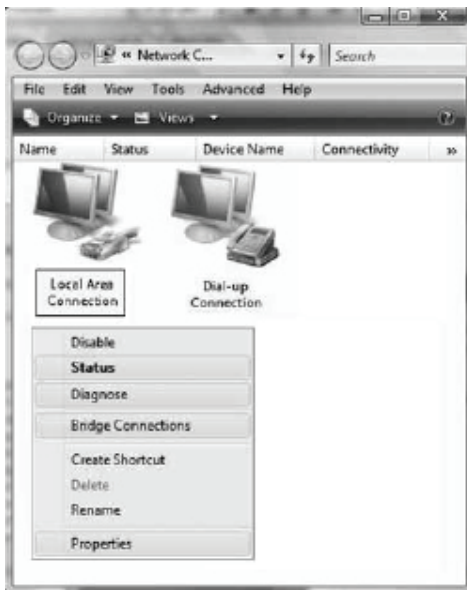 « Network C...
Search
File Edit View Tools Advanced Help
Organize Views
Name Status Device Name Connectivity »
Local Area
Connection
Dial-up
Connection
Disable
Status
Diagnose
Bridge Connections
Create Shortcut
Delete
Rename
Properties